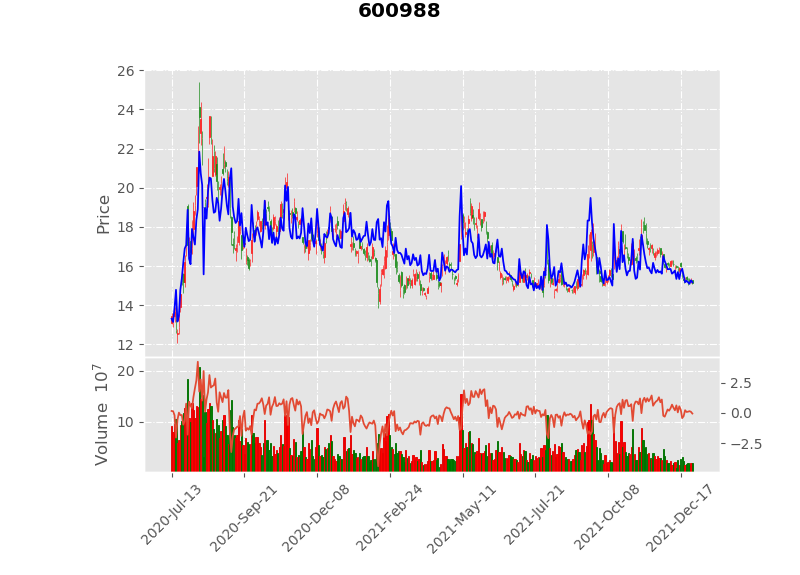 600988
26
24
22
20
18
16
14
12
Price
20
10
Volume 10^7
2.5
0.0
−2.5
2020-Jul-13
2020-Sep-21
2020-Dec-08
2021-Feb-24
2021-May-11
2021-Jul-21
2021-Oct-08
2021-Dec-17